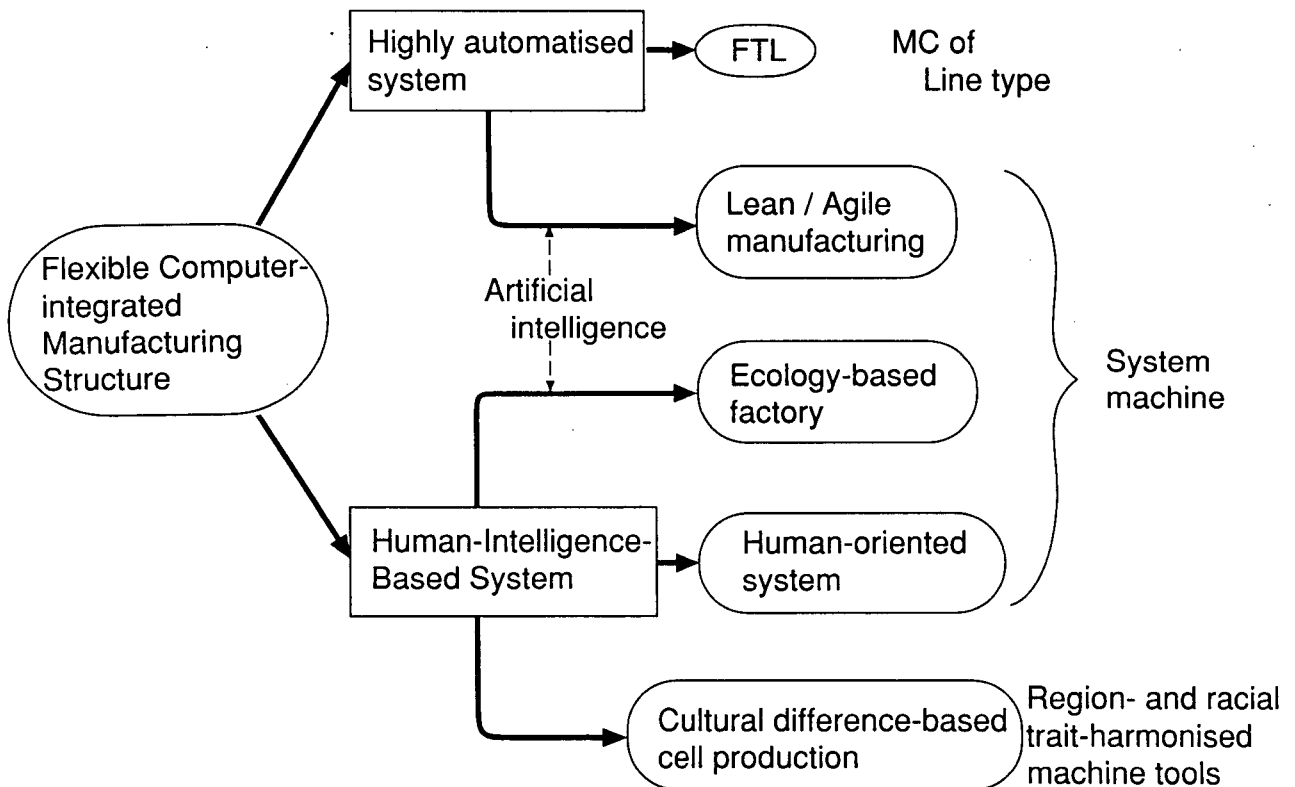 Highly automatised
system
FTL
MC of
Line type
Lean / Agile
manufacturing
Flexible Computer-
integrated
Manufacturing
Structure
Artificial
intelligence
Ecology-based
factory
System
machine
Human-Intelligence-
Based System
Human-oriented
system
Cultural difference-based
cell production
Region- and racial
trait-harmonised
machine tools